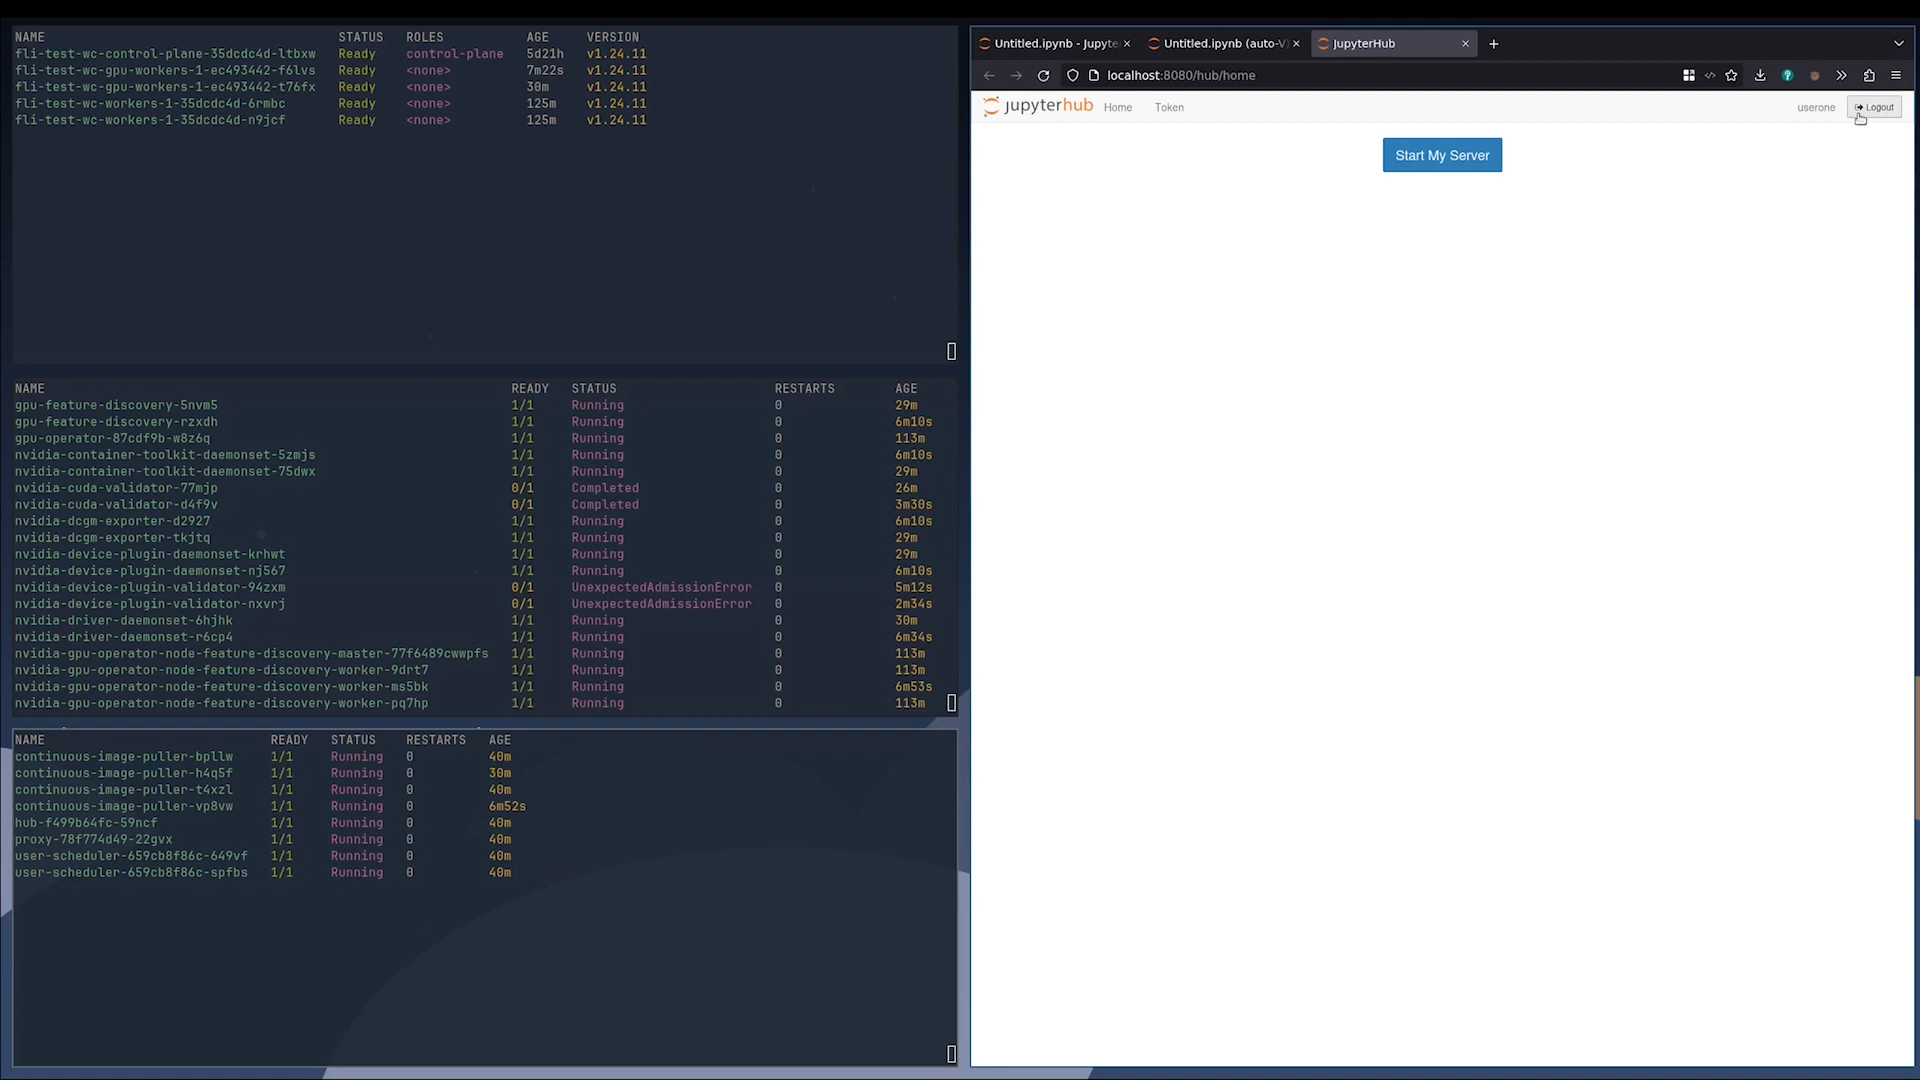 NAME STATUS ROLES AGE VERSION
fli-test-wc-control-plane-35dcdc4d-ltbxw Ready control-plane 5d21h v1.24.11
fli-test-wc-gpu-workers-1-ec493442-f6lvs Ready <none> 7m22s v1.24.11
fli-test-wc-gpu-workers-1-ec493442-t76fx Ready <none> 30m v1.24.11
fli-test-wc-workers-1-35dcdc4d-6rmbc Ready <none> 125m v1.24.11
fli-test-wc-workers-1-35dcdc4d-n9jcf Ready <none> 125m v1.24.11
NAME READY STATUS RESTARTS AGE
gpu-feature-discovery-5nvm5 1/1 Running 0 29m
gpu-feature-discovery-rzxdh 1/1 Running 0 6m10s
gpu-operator-87cdf9b-w8z6q 1/1 Running 0 113m
nvidia-container-toolkit-daemonset-5zmjs 1/1 Running 0 6m10s
nvidia-container-toolkit-daemonset-75dwx 1/1 Running 0 29m
nvidia-cuda-validator-77mjp 0/1 Completed 0 26m
nvidia-cuda-validator-d4f9v 0/1 Completed 0 3m30s
nvidia-dcgm-exporter-d2927 1/1 Running 0 6m10s
nvidia-dcgm-exporter-tkjtq 1/1 Running 0 29m
nvidia-device-plugin-daemonset-krhwt 1/1 Running 0 29m
nvidia-device-plugin-daemonset-nj567 1/1 Running 0 6m10s
nvidia-device-plugin-validator-94zxm 0/1 UnexpectedAdmissionError 0 5m12s
nvidia-device-plugin-validator-nxvrj 0/1 UnexpectedAdmissionError 0 2m34s
nvidia-driver-daemonset-6hjhk 1/1 Running 0 30m
nvidia-driver-daemonset-r6cp4 1/1 Running 0 6m34s
nvidia-gpu-operator-node-feature-discovery-master-77f6489cwwpfs 1/1 Running 0 113m
nvidia-gpu-operator-node-feature-discovery-worker-9drt7 1/1 Running 0 113m
nvidia-gpu-operator-node-feature-discovery-worker-ms5bk 1/1 Running 0 6m53s
nvidia-gpu-operator-node-feature-discovery-worker-pq7hp 1/1 Running 0 113m
NAME READY STATUS RESTARTS AGE
continuous-image-puller-bpllw 1/1 Running 0 40m
continuous-image-puller-h4q5f 1/1 Running 0 30m
continuous-image-puller-t4xzl 1/1 Running 0 40m
continuous-image-puller-vp8vw 1/1 Running 0 6m52s
hub-f499b64fc-59ncf 1/1 Running 0 40m
proxy-78f774d49-22gvx 1/1 Running 0 40m
user-scheduler-659cb8f86c-649vf 1/1 Running 0 40m
user-scheduler-659cb8f86c-spfbs 1/1 Running 0 40m
Untitled.ipynb - Jupyte Untitled.ipynb (auto-V) JupyterHub
localhost:8080/hub/home
jupyterhub Home Token userone Logout
Start My Server